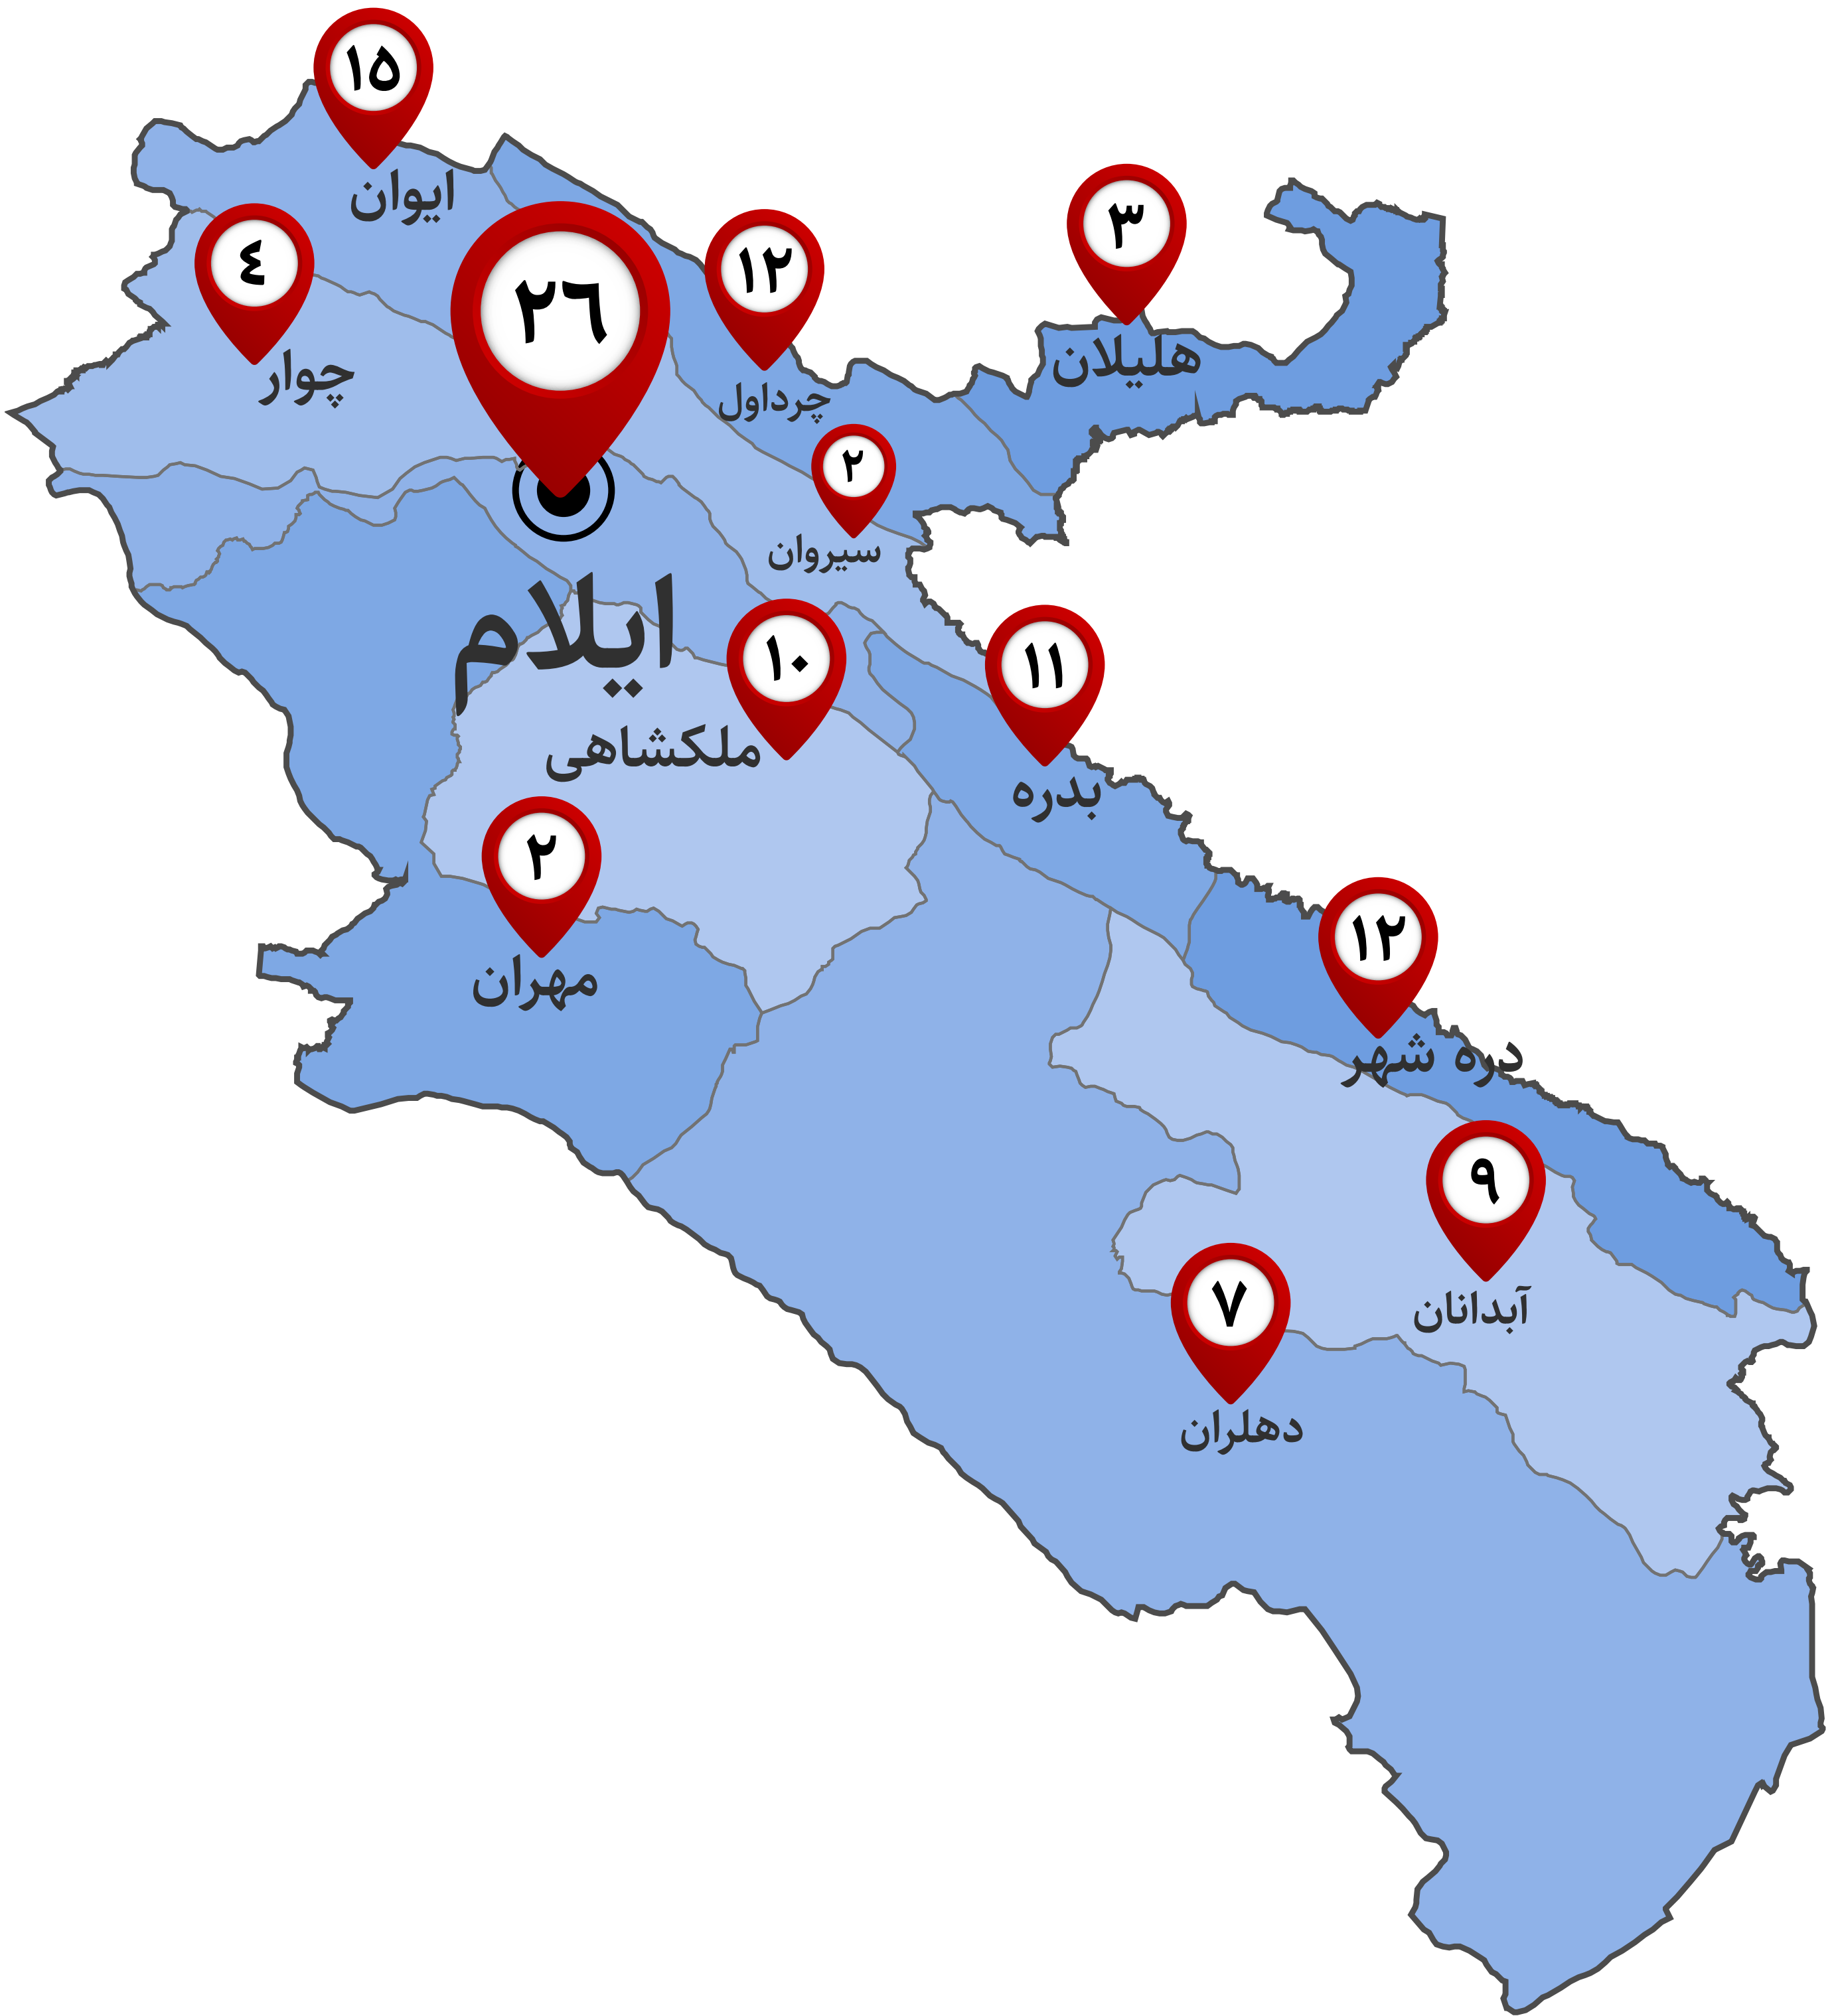 ۱۵
ایوان
۳
هلیلان
۴
چوار
۱۲
چرداول
۲۶
ایلام
۲
سیروان
۱۰
ملکشاهی
۱۱
بدره
۲
مهران
۱۲
دره شهر
۹
آبدانان
۷
دهلران